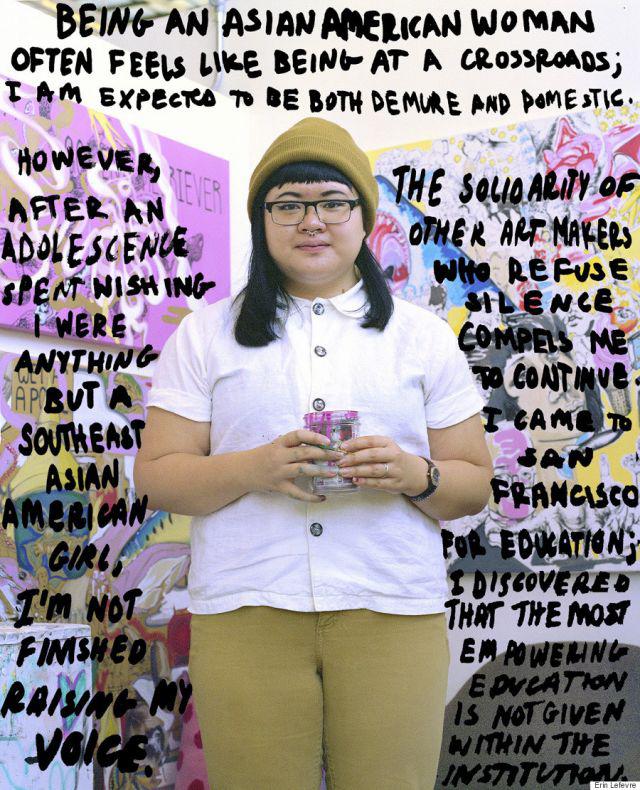 BEING AN ASIAN AMERICAN WOMAN
OFTEN FEELS LIKE BEING AT A CROSSROADS;
I AM EXPECTED TO BE BOTH DEMURE AND DOMESTIC.
HOWEVER,
AFTER AN
ADOLESCENCE
SPENT WISHING
I WERE
ANYTHING
BUT A
SOUTHEAST
ASIAN
AMERICAN
GIRL,
I'M NOT
FINISHED
RAISING MY
VOICE.
THE SOLIDARITY OF
OTHER ART MAKERS
WHO REFUSE
SILENCE
COMPELS ME
TO CONTINUE.
I CAME TO
SAN
FRANCISCO
FOR EDUCATION;
I DISCOVERED
THAT THE MOST
EMPOWERING
EDUCATION
IS NOT GIVEN
WITHIN THE
INSTITUTION.
RIEVER
Erin Lefevre